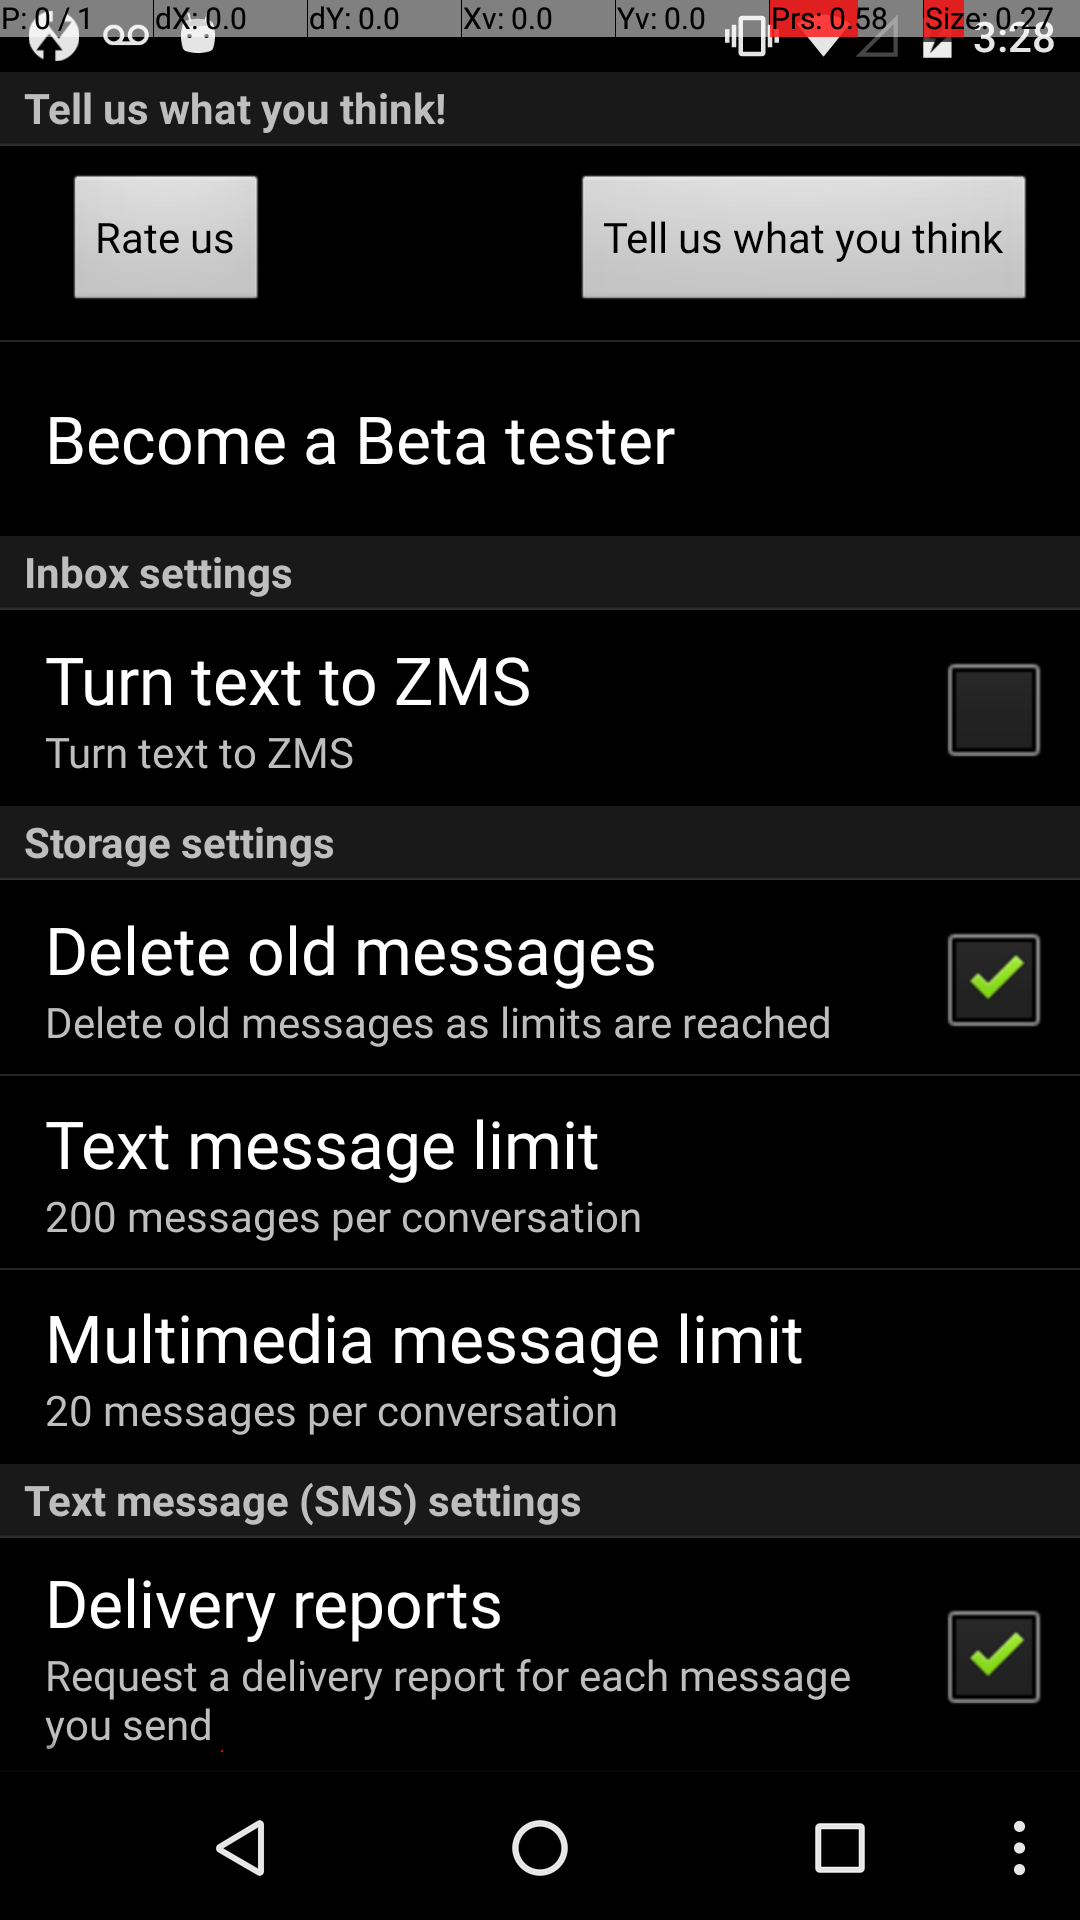 P: 0 / 1 dX: 0.0 dY: 0.0 Xv: 0.0 Yv: 0.0 Prs: 0.58 Size: 0.27
3:28
Tell us what you think!
Rate us Tell us what you think
Become a Beta tester
Inbox settings
Turn text to ZMS
Turn text to ZMS
Storage settings
Delete old messages
Delete old messages as limits are reached
Text message limit
200 messages per conversation
Multimedia message limit
20 messages per conversation
Text message (SMS) settings
Delivery reports
Request a delivery report for each message
you send